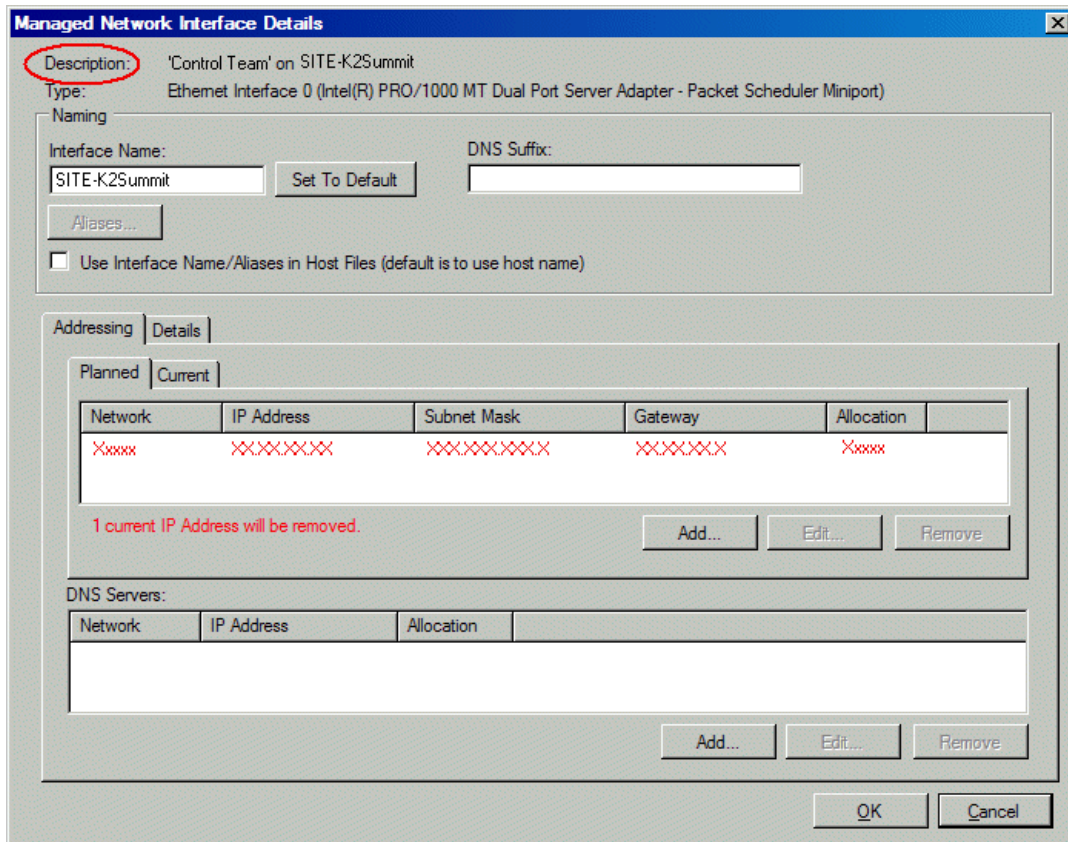 Managed Network Interface Details
Description: 'Control Team' on SITE-K2Summit
Type: Ethernet Interface 0 (Intel(R) PRO/1000 MT Dual Port Server Adapter - Packet Scheduler Miniport)
Naming
Interface Name: DNS Suffix:
SITE-K2Summit Set To Default
Aliases...
Use Interface Name/Aliases in Host Files (default is to use host name)
Addressing Details
Planned Current
Network IP Address Subnet Mask Gateway Allocation
Xxxxx XX.XX.XX.XX XXX.XXX.XXX.X XX.XX.XX.X Xxxxx
1 current IP Address will be removed.
Add... Edit... Remove
DNS Servers:
Network IP Address Allocation
Add... Edit... Remove
OK Cancel